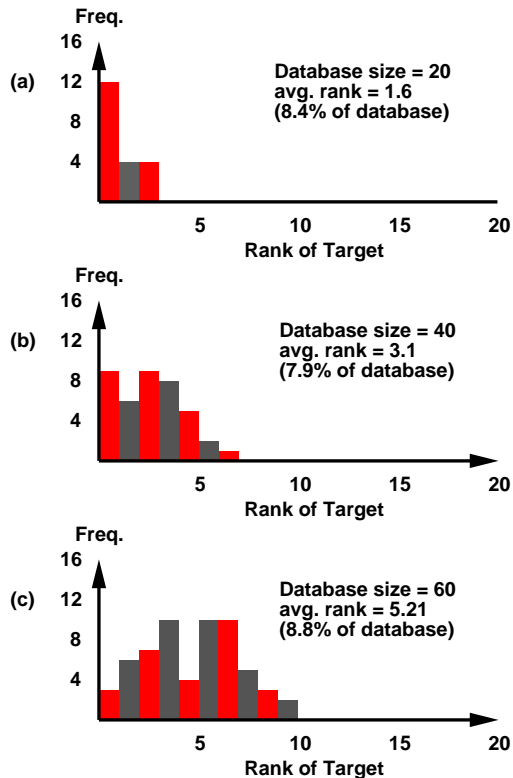 Freq.
16
(a)
12
8
4
Database size = 20
avg. rank = 1.6
(8.4% of database)
5 10 15 20
Rank of Target
Freq.
16
(b)
12
8
4
Database size = 40
avg. rank = 3.1
(7.9% of database)
5 10 15 20
Rank of Target
Freq.
16
(c)
12
8
4
Database size = 60
avg. rank = 5.21
(8.8% of database)
5 10 15 20
Rank of Target